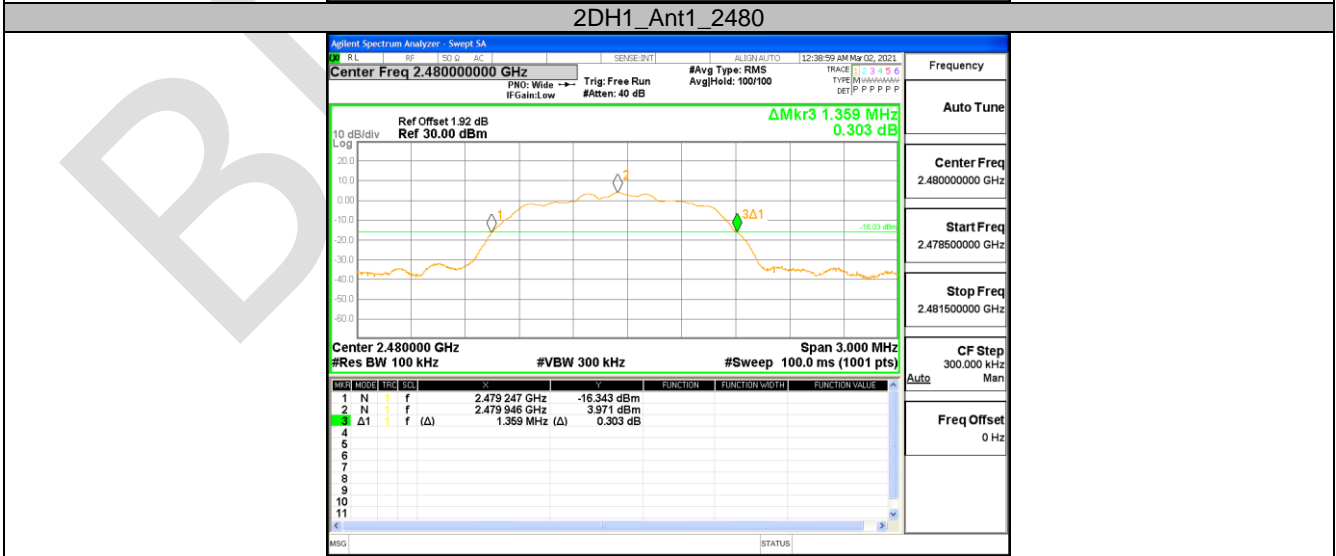 2DH1_Ant1_2480
Agilent Spectrum Analyzer - Swept SA
RL RF 50 Ω AC SENSE:INT ALIGN AUTO 12:38:59 AM Mar 02, 2021
Center Freq 2.480000000 GHz
PNO: Wide
IFGain:Low
Trig: Free Run
#Atten: 40 dB
#Avg Type: RMS
Avg|Hold: 100/100
TRACE 1 2 3 4 5 6
TYPE M
DET P P P P P P
Frequency
Auto Tune
Center Freq
2.480000000 GHz
Start Freq
2.478500000 GHz
Stop Freq
2.481500000 GHz
CF Step
300.000 kHz
Auto Man
Freq Offset
0 Hz
ΔMkr3 1.359 MHz
0.303 dB
Ref Offset 1.92 dB
10 dB/div Ref 30.00 dBm
Log
20.0
10.0
0.00
-10.0
-20.0
-30.0
-40.0
-50.0
-60.0
1
2
3Δ1
-16.03 dBm
Center 2.480000 GHz Span 3.000 MHz
#Res BW 100 kHz #VBW 300 kHz #Sweep 100.0 ms (1001 pts)
MKR MODE TRC SCL X Y FUNCTION FUNCTION WIDTH FUNCTION VALUE
1 N 1 f 2.479 247 GHz -16.343 dBm
2 N 1 f 2.479 946 GHz 3.971 dBm
3 Δ1 1 f (Δ) 1.359 MHz (Δ) 0.303 dB
4
5
6
7
8
9
10
11
MSG STATUS